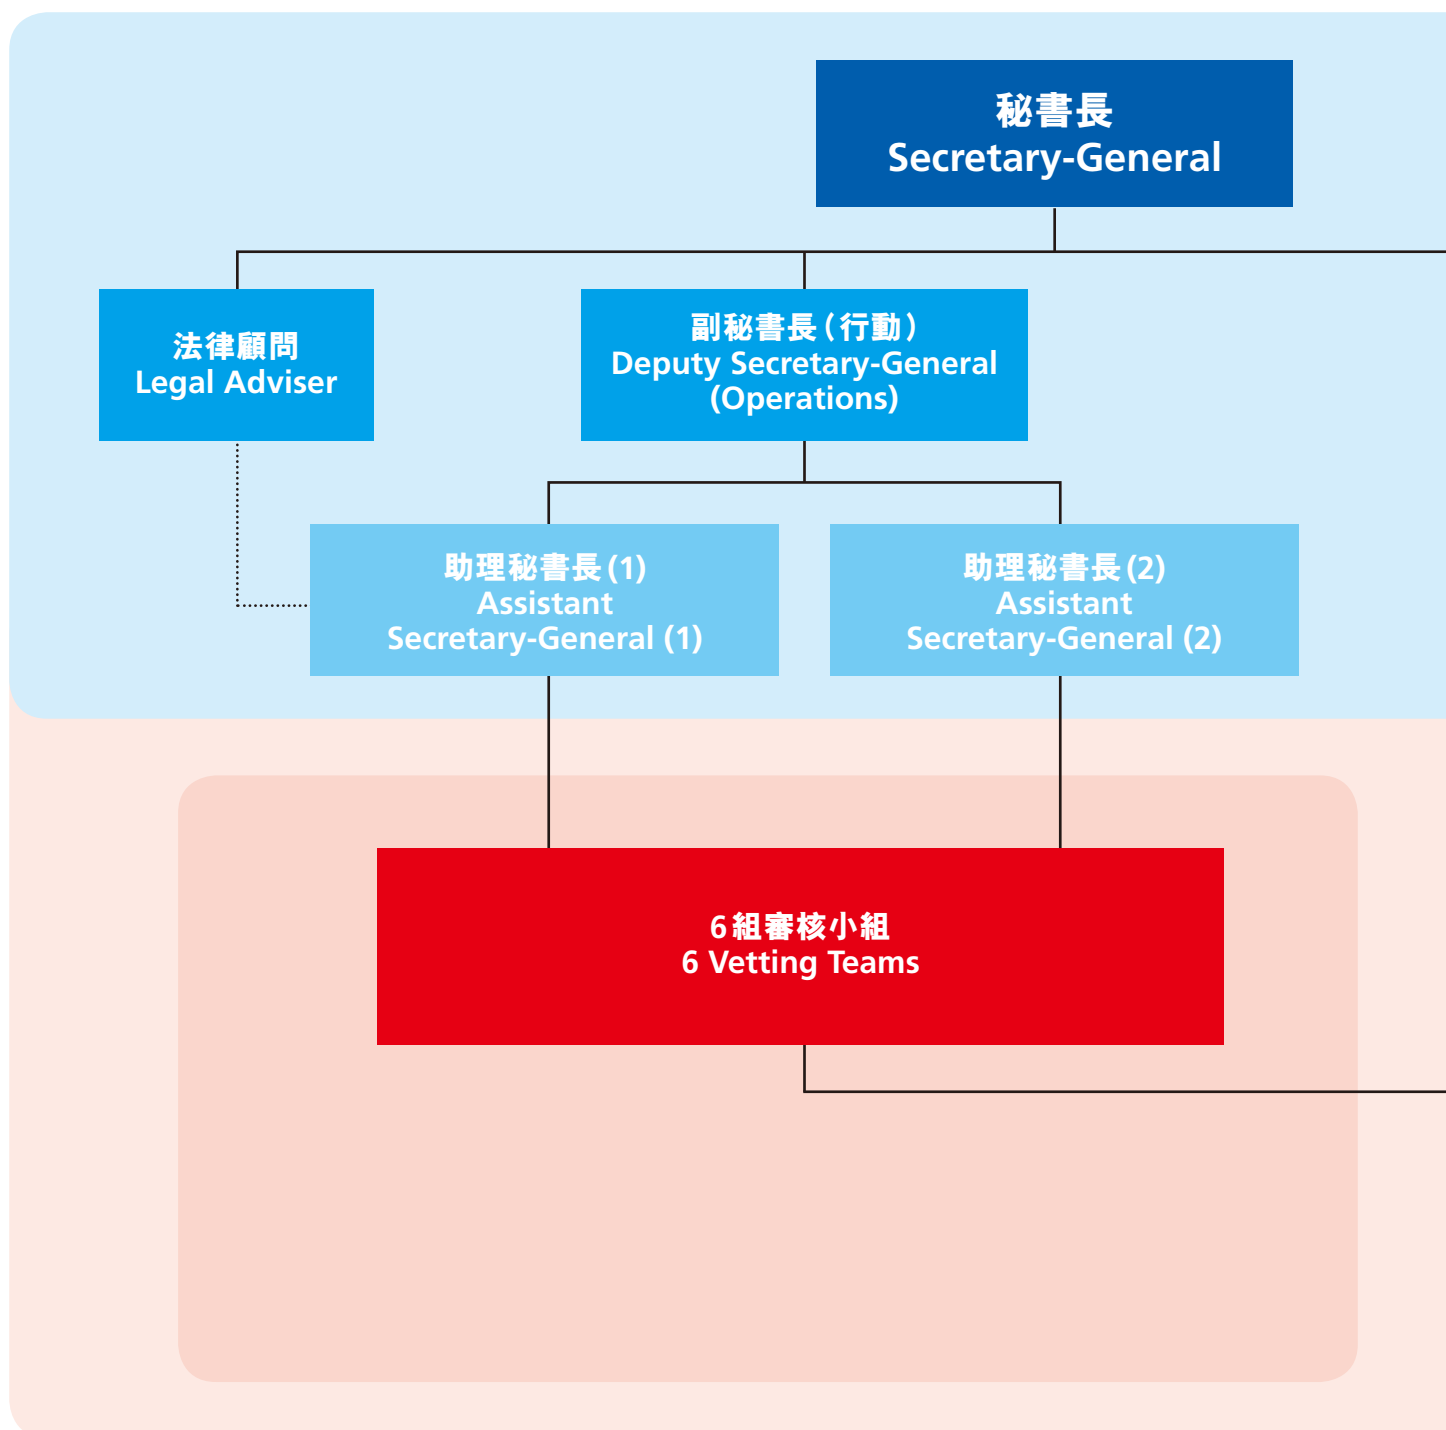 秘書長
Secretary-General
法律顧問
Legal Adviser
副秘書長（行動）
Deputy Secretary-General
(Operations)
助理秘書長(1)
Assistant
Secretary-General (1)
助理秘書長(2)
Assistant
Secretary-General (2)
6組審核小組
6 Vetting Teams